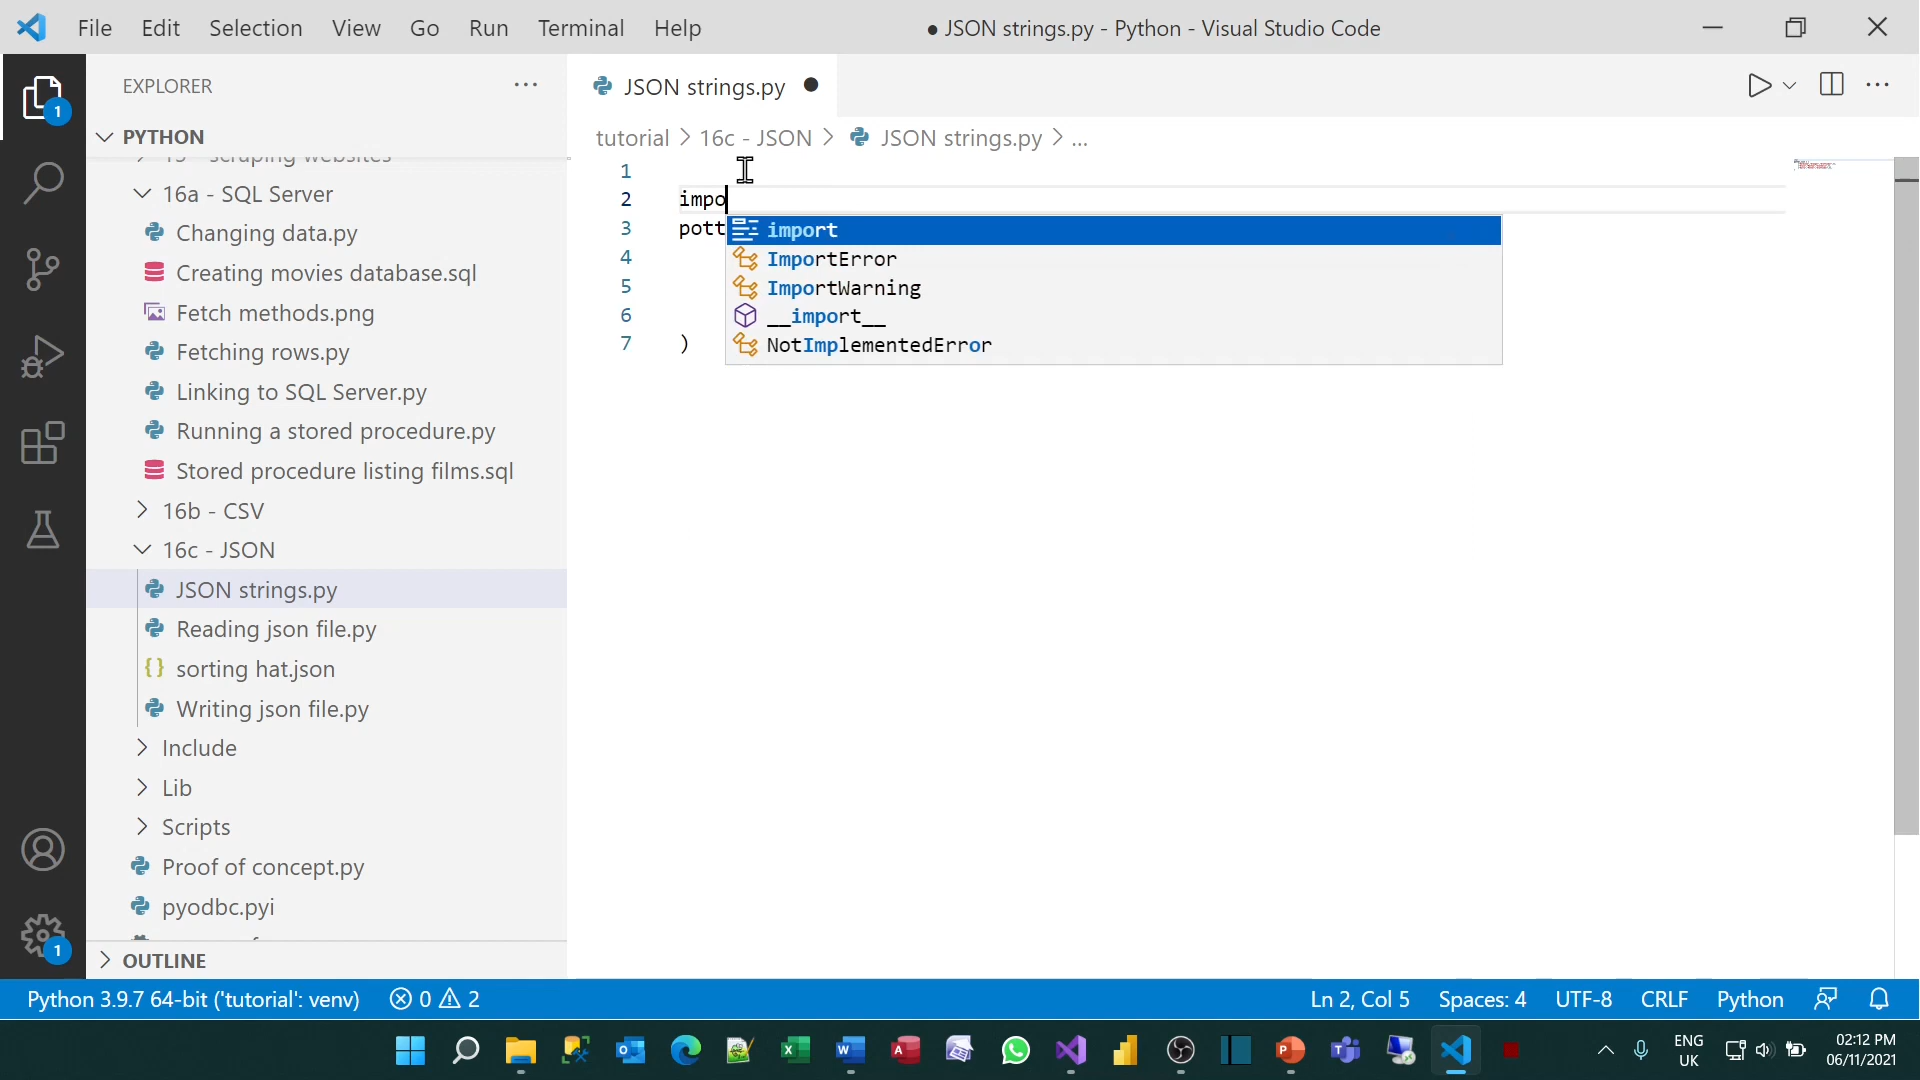 File Edit Selection View Go Run Terminal Help
● JSON strings.py - Python - Visual Studio Code
1
EXPLORER
PYTHON
16a - SQL Server
Changing data.py
Creating movies database.sql
Fetch methods.png
Fetching rows.py
Linking to SQL Server.py
Running a stored procedure.py
Stored procedure listing films.sql
16b - CSV
16c - JSON
JSON strings.py
Reading json file.py
sorting hat.json
Writing json file.py
Include
Lib
Scripts
Proof of concept.py
pyodbc.pyi
OUTLINE
1
JSON strings.py
tutorial > 16c - JSON > JSON strings.py > ...
1
2 impo
3 pott
4
5
6
7 )
import
ImportError
ImportWarning
__import__
NotImplementedError
Python 3.9.7 64-bit ('tutorial': venv) 0 2
Ln 2, Col 5 Spaces: 4 UTF-8 CRLF Python
ENG
UK
02:12 PM
06/11/2021